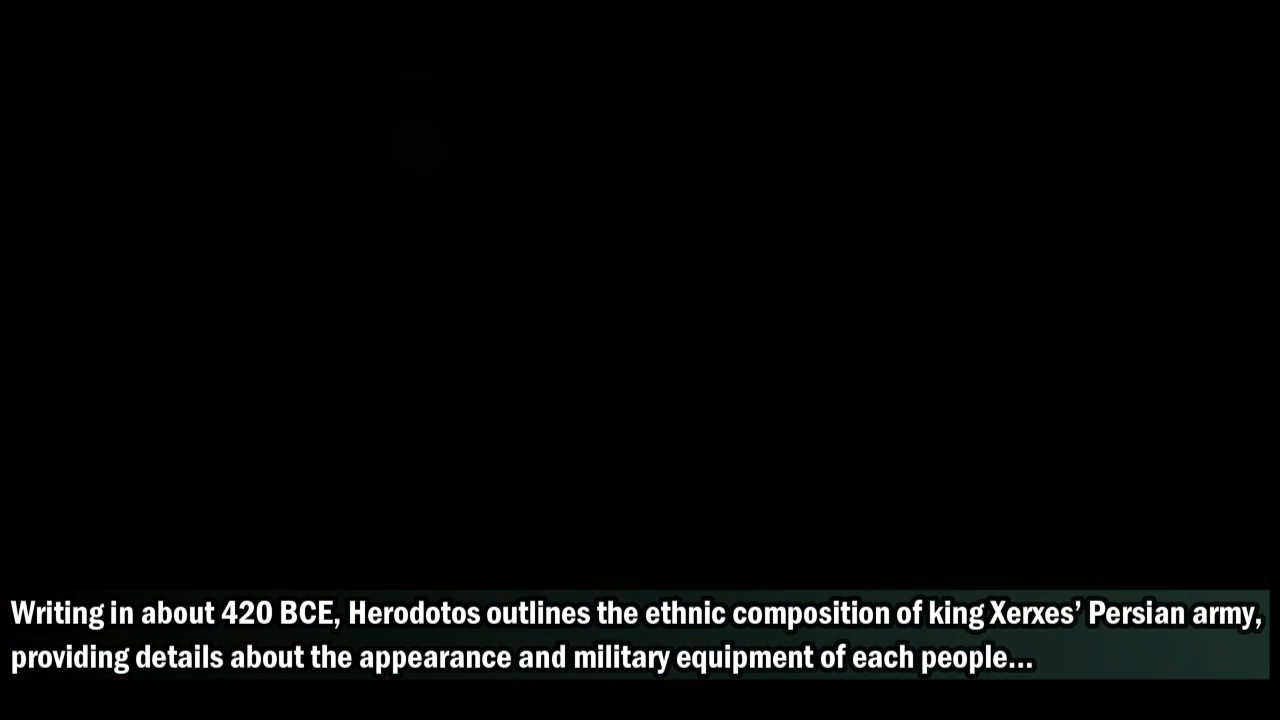 Writing in about 420 BCE, Herodotos outlines the ethnic composition of king Xerxes’ Persian army,
providing details about the appearance and military equipment of each people...